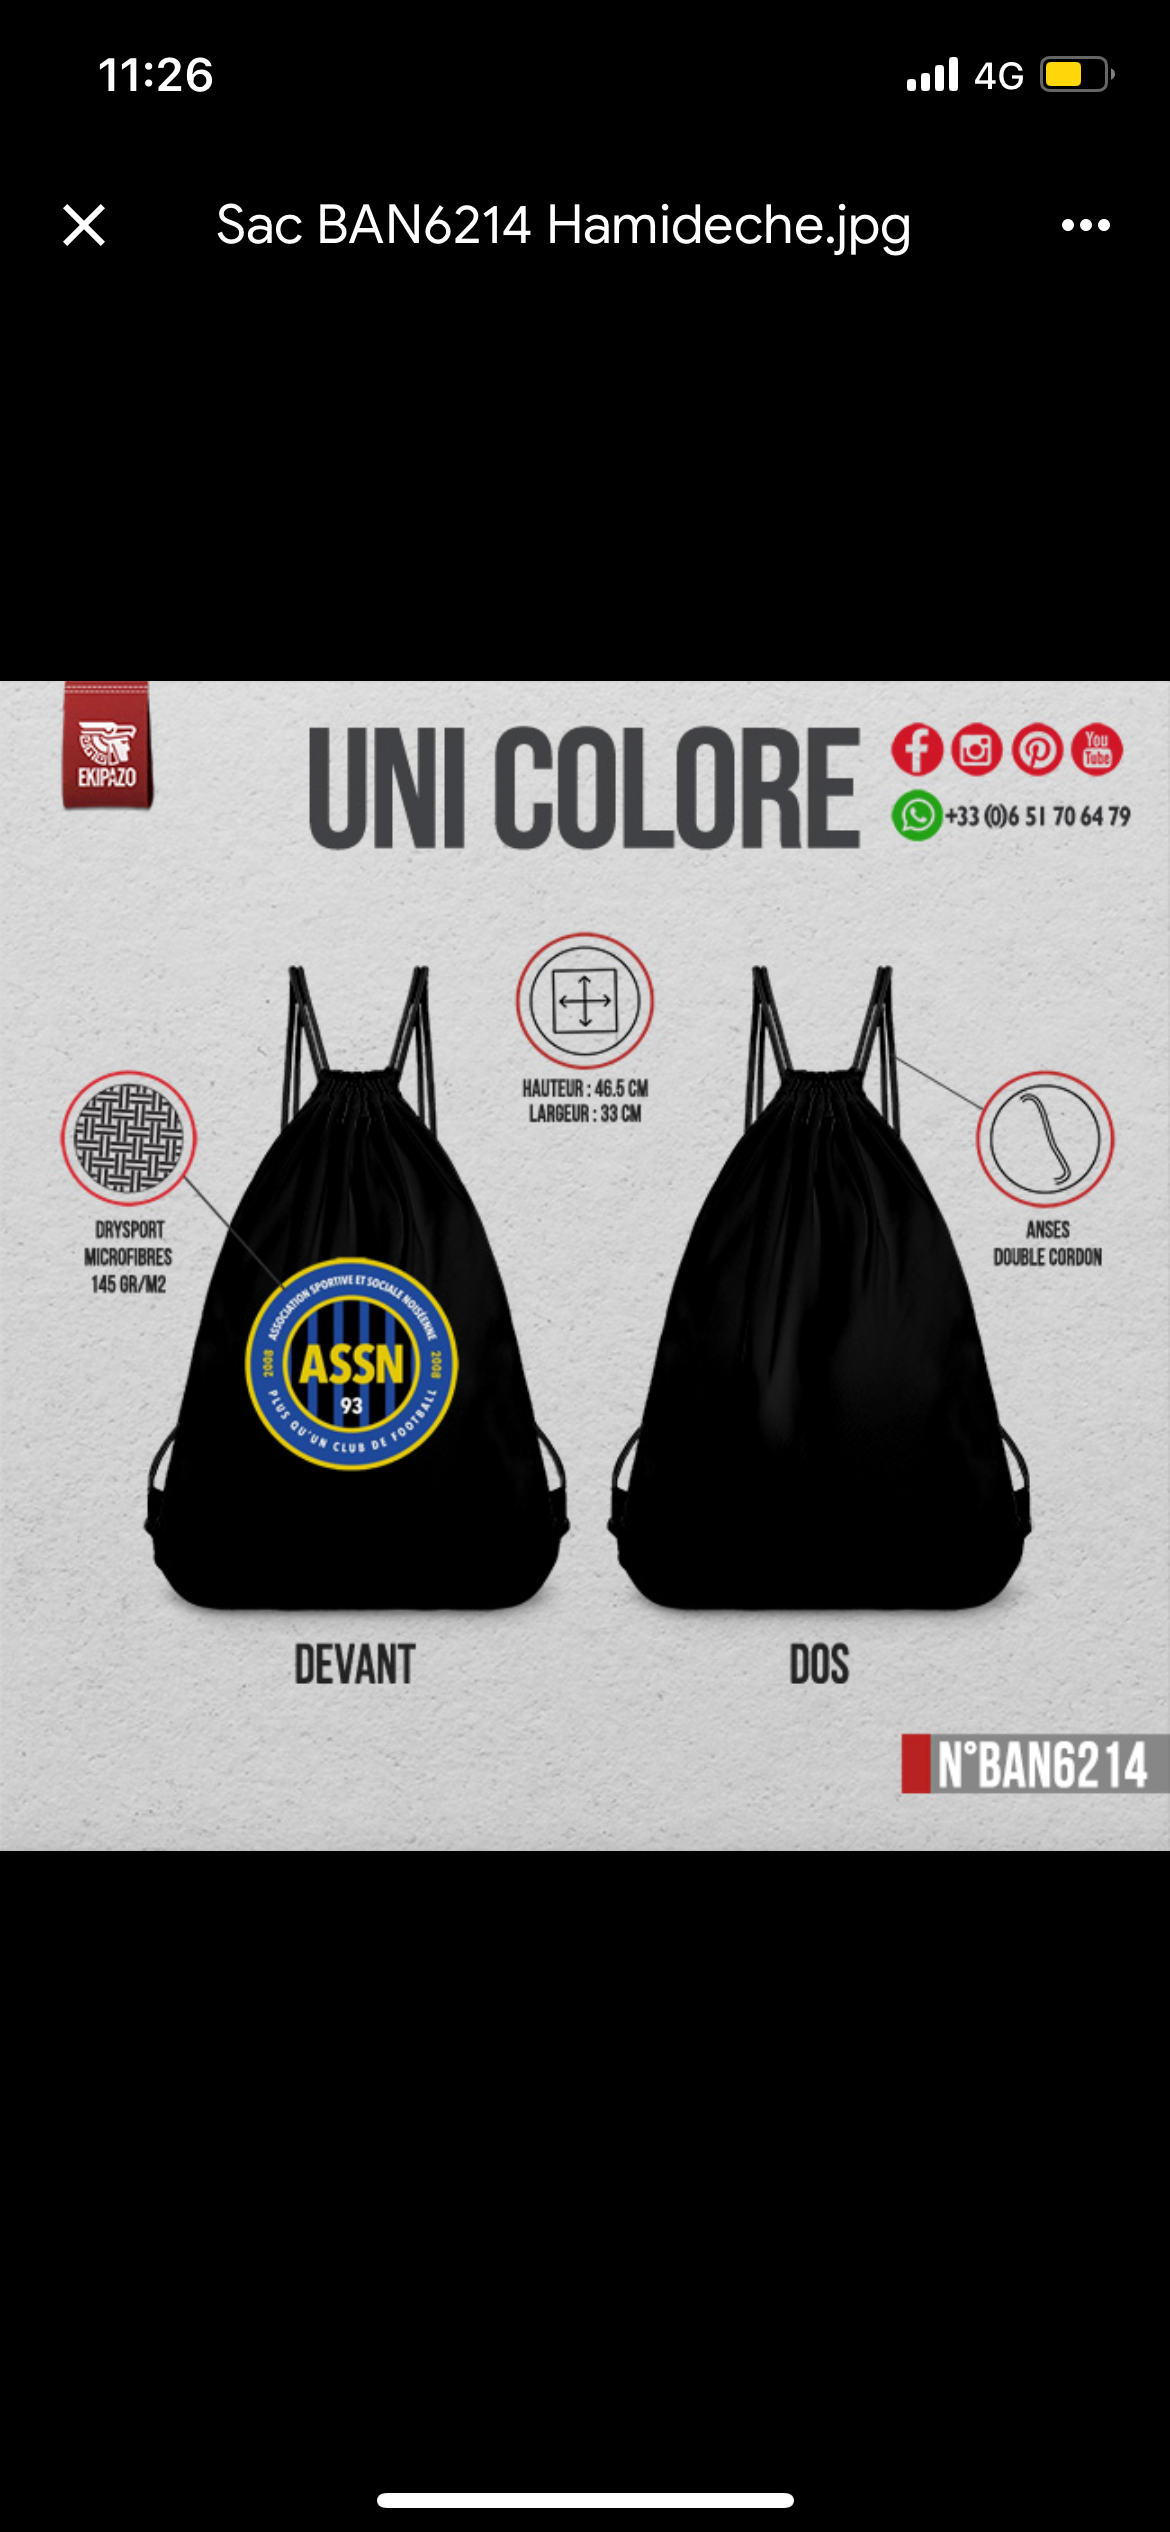 11:26
4G
Sac BAN6214 Hamideche.jpg
EKIPAZO
UNI COLORE
You
Tube
+33 (0)6 51 70 64 79
HAUTEUR : 46.5 CM
LARGEUR : 33 CM
DRYSPORT
MICROFIBRES
145 GR/M2
ANSES
DOUBLE CORDON
ASSOCIATION SPORTIVE ET SOCIALE NOISÉENNE
2008
ASSN
2008
93
PLUS QU'UN CLUB DE FOOTBALL
DEVANT
DOS
N°BAN6214